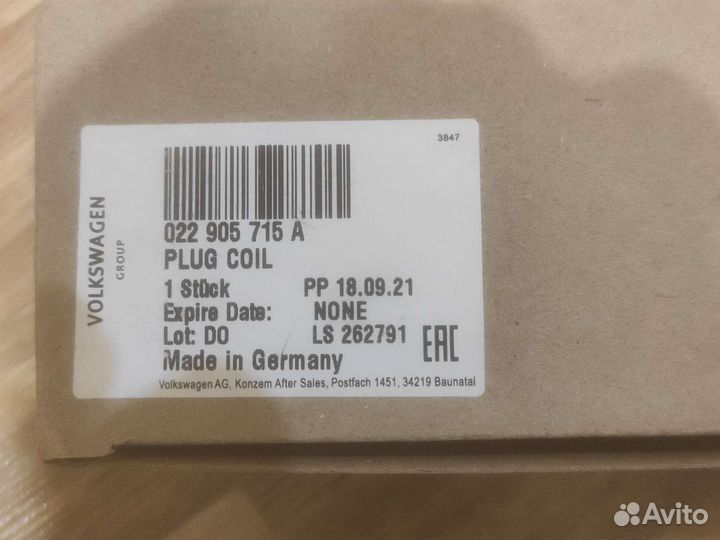 3847
VOLKSWAGEN
GROUP
022 905 715 A
PLUG COIL
1 Stück PP 18.09.21
Expire Date: NONE
Lot: DO LS 262791
Made in Germany EAC
Volkswagen AG, Konzem After Sales, Postfach 1451, 34219 Baunatal
Avito